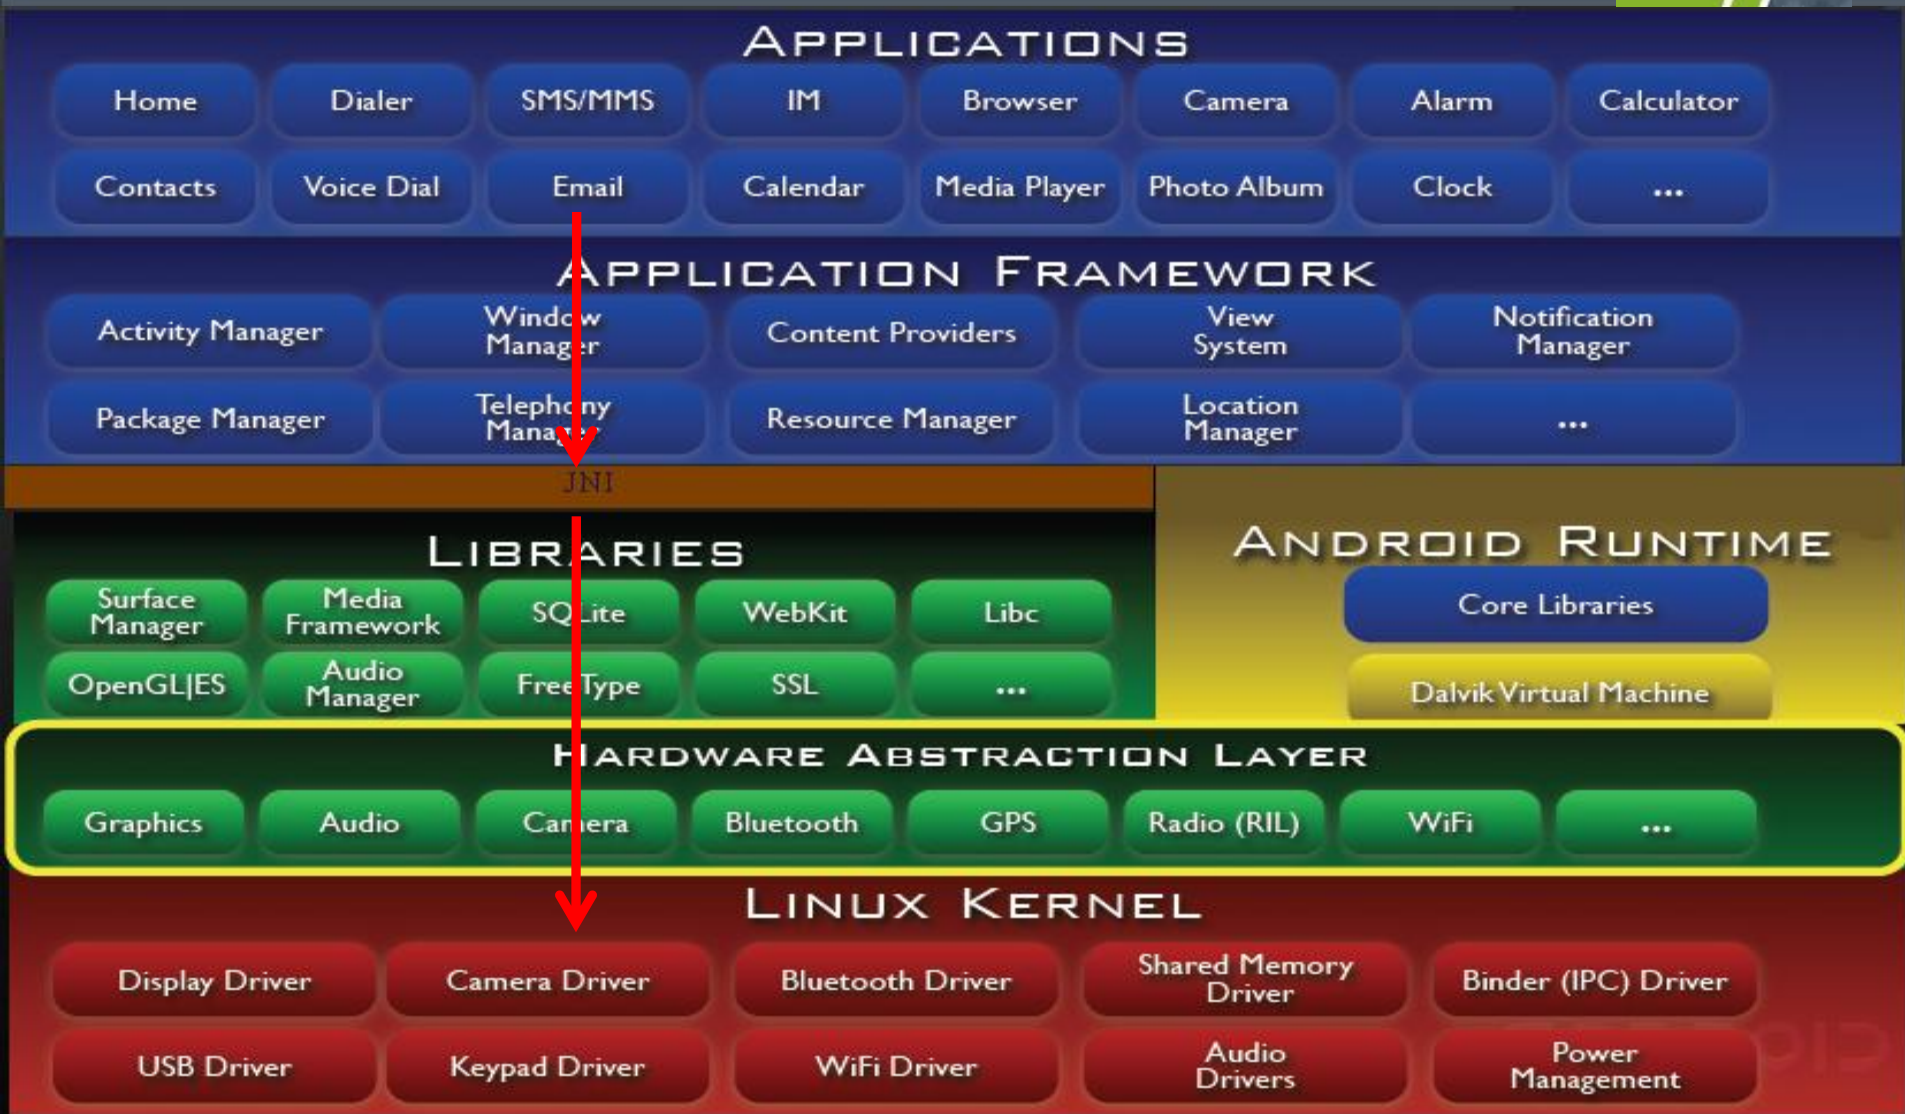 APPLICATIONS
Home Dialer SMS/MMS IM Browser Camera Alarm Calculator
Contacts Voice Dial Email Calendar Media Player Photo Album Clock ...
APPLICATION FRAMEWORK
Activity Manager Window Manager Content Providers View System Notification Manager
Package Manager Telephony Manager Resource Manager Location Manager ...
JNI
LIBRARIES
Surface Manager Media Framework SQLite WebKit Libc
OpenGL|ES Audio Manager FreeType SSL ...
ANDROID RUNTIME
Core Libraries
Dalvik Virtual Machine
HARDWARE ABSTRACTION LAYER
Graphics Audio Camera Bluetooth GPS Radio (RIL) WiFi ...
LINUX KERNEL
Display Driver Camera Driver Bluetooth Driver Shared Memory Driver Binder (IPC) Driver
USB Driver Keypad Driver WiFi Driver Audio Drivers Power Management